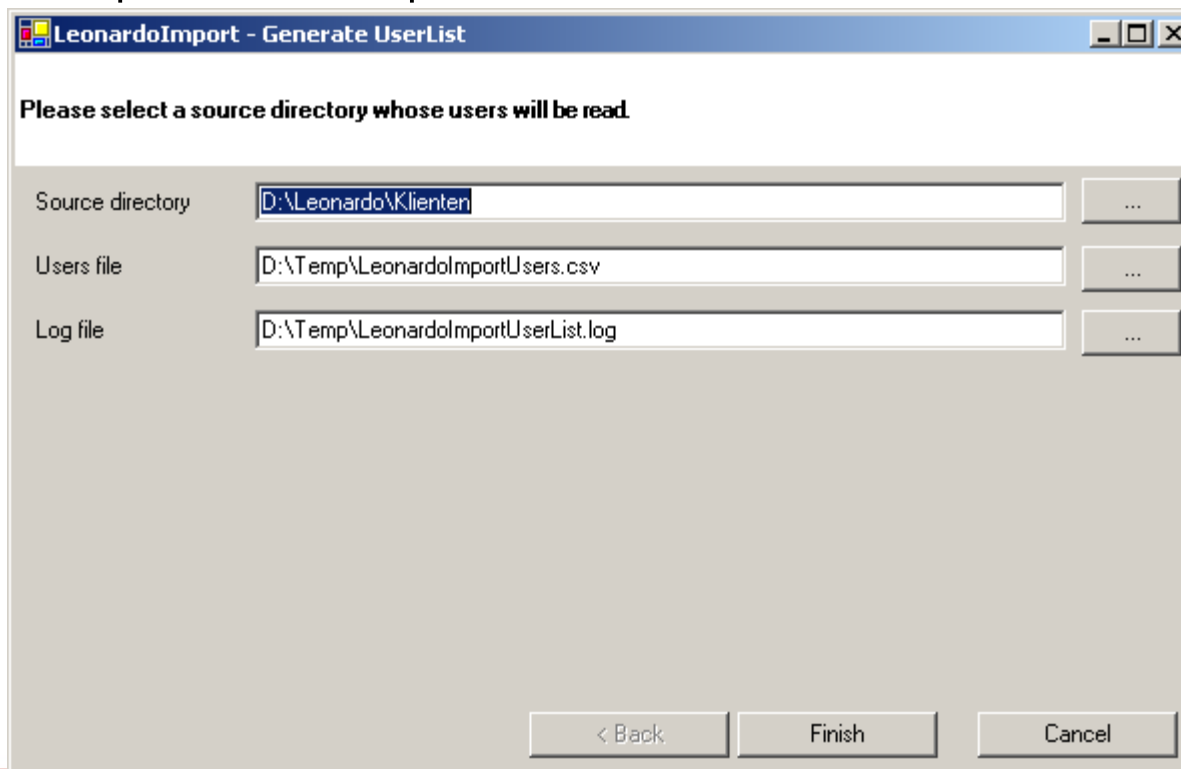 LeonardoImport - Generate UserList
Please select a source directory whose users will be read.
Source directory D:\Leonardo\Klienten ...
Users file D:\Temp\LeonardoImportUsers.csv ...
Log file D:\Temp\LeonardoImportUserList.log ...
< Back Finish Cancel